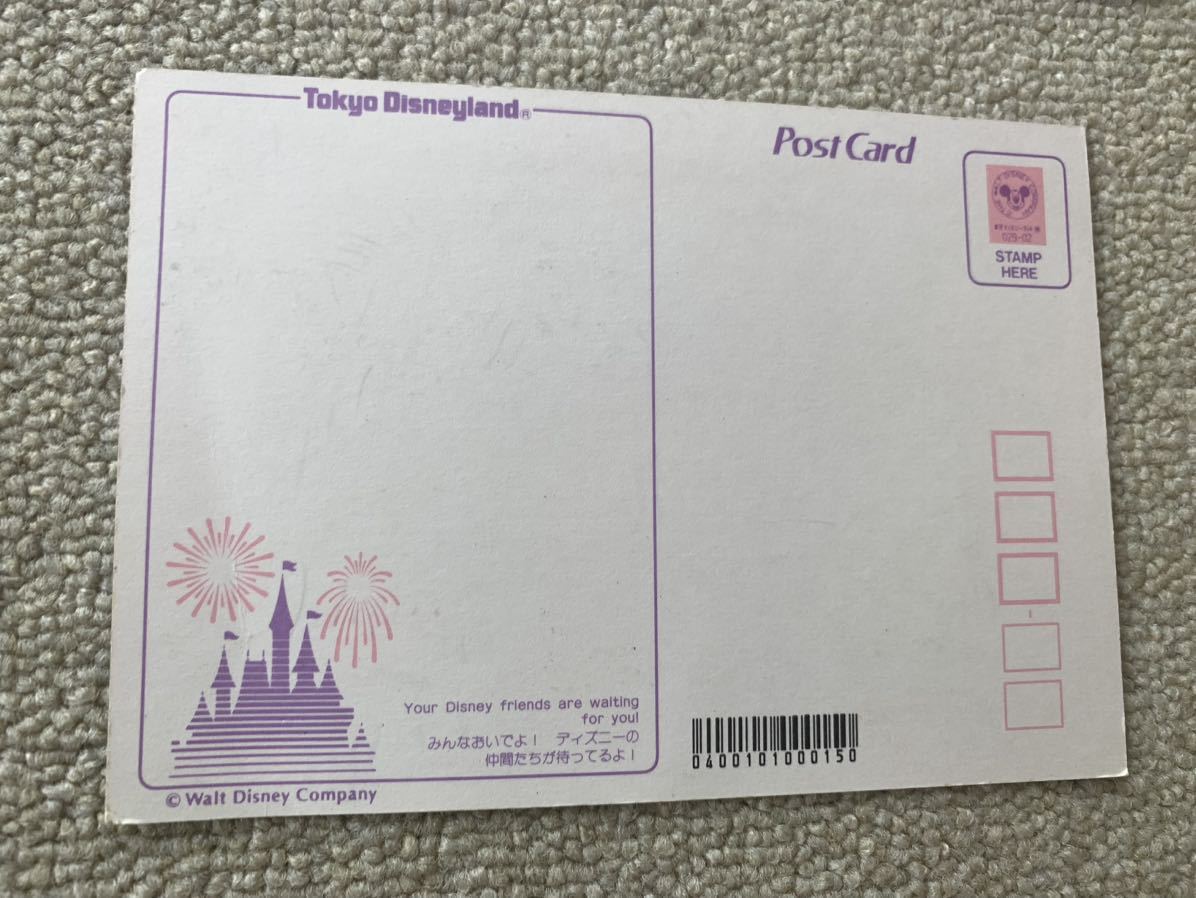 Tokyo Disneyland®
Post Card
029-02
STAMP
HERE
Your Disney friends are waiting
for you!
みんなおいでよ！ ディズニーの
仲間たちが待ってるよ！
0400101000150
© Walt Disney Company